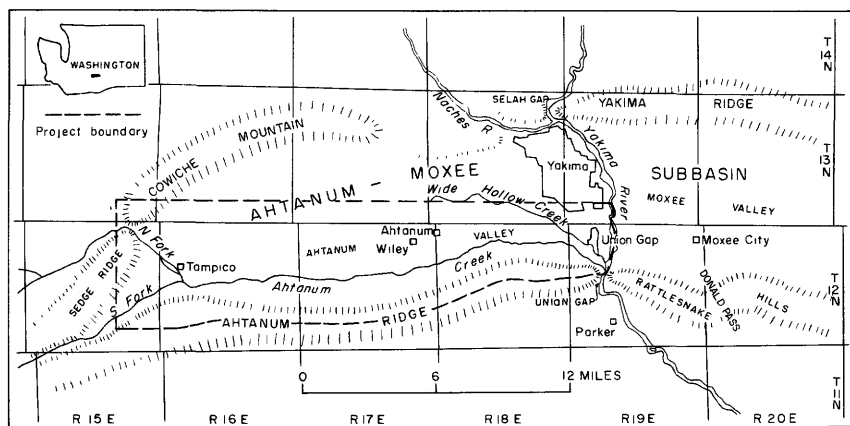 WASHINGTON
Project boundary
T 14 N
SELAH GAP
YAKIMA RIDGE
Naches R
COWICHE MOUNTAIN
Yakima
Yakima River
T 13 N
AHTANUM - MOXEE SUBBASIN
MOXEE VALLEY
Wide Hollow Creek
N Fork
Ahtanum
Wiley
AHTANUM VALLEY
Union Gap
Moxee City
SEDGE RIDGE
Tampico
S Fork
Ahtanum Creek
T 12 N
UNION GAP
RATTLESNAKE HILLS
DONALD PASS
AHTANUM RIDGE
Parker
0 6 12 MILES
T 11 N
R 15 E R 16 E R 17 E R 18 E R 19 E R 20 E